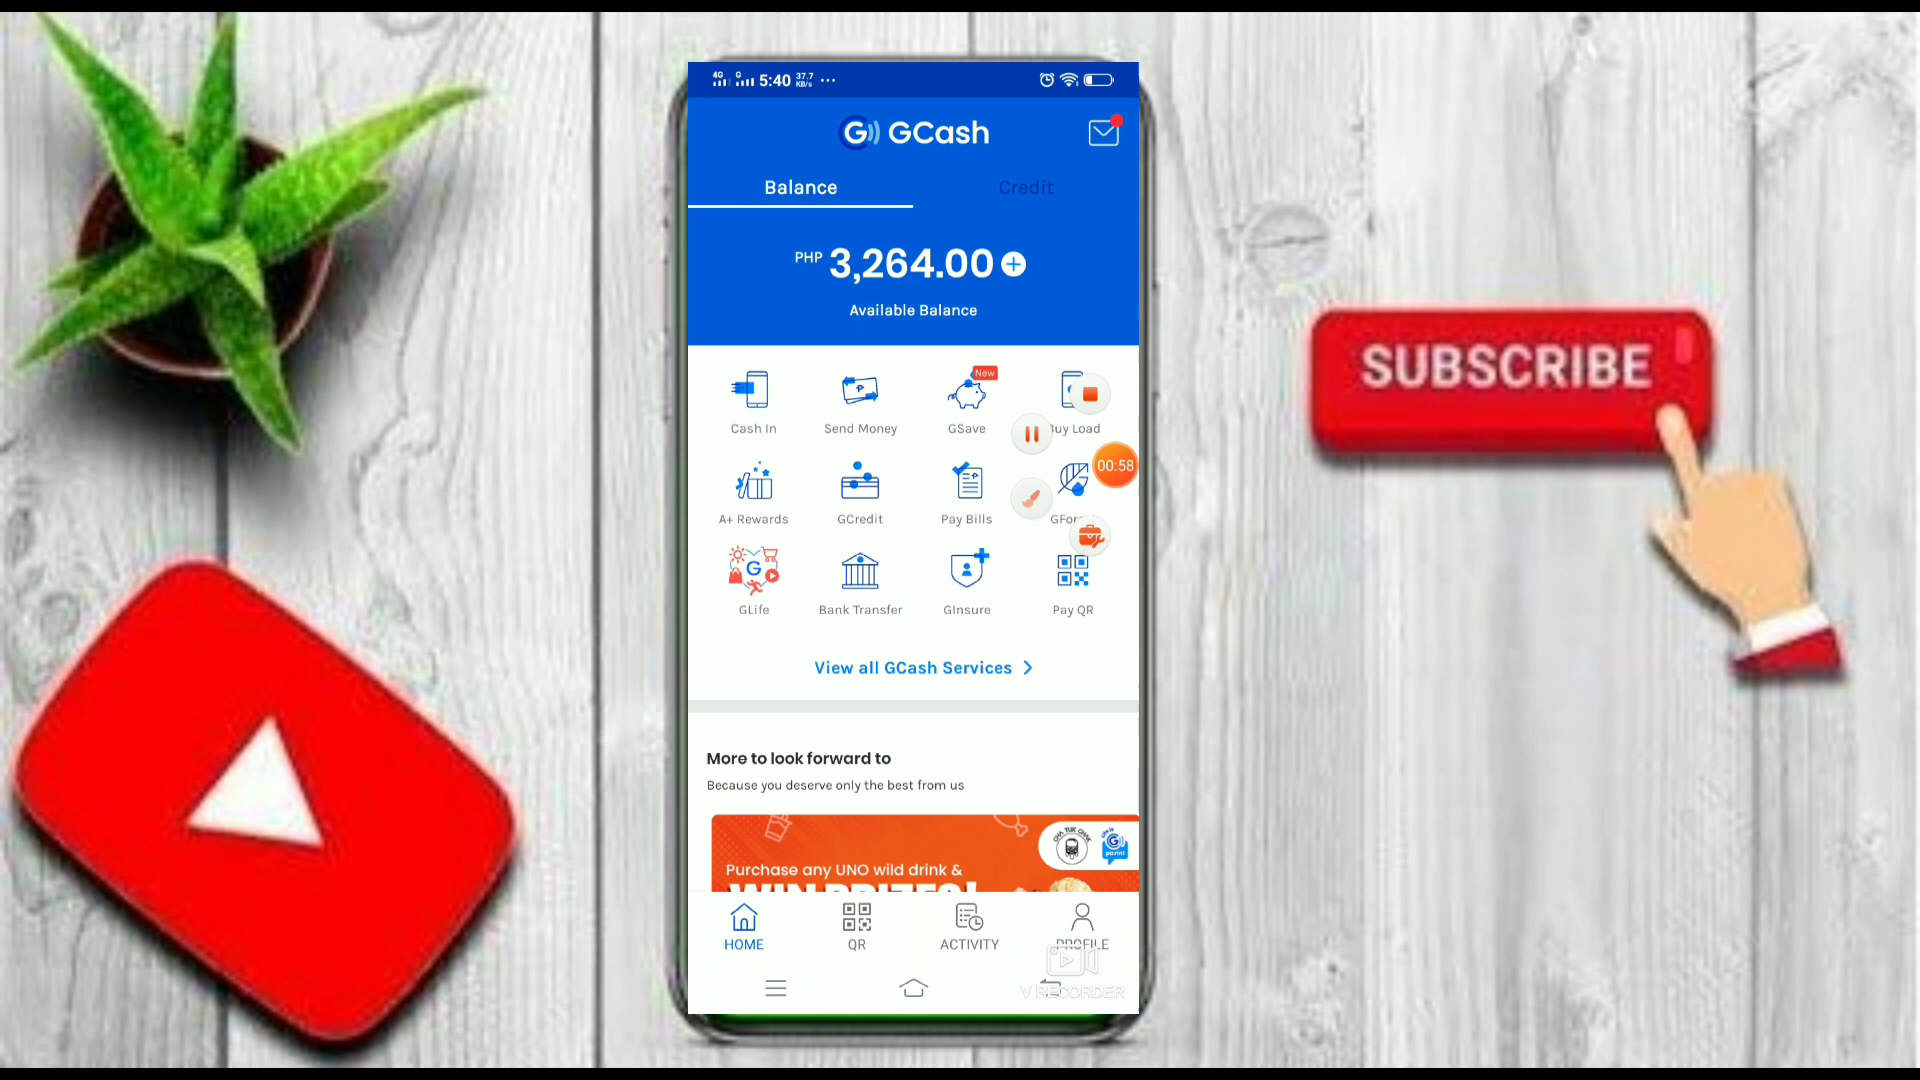 4G G 5:40 37.7 KB/s ...
G GCash
Balance Credit
PHP 3,264.00
Available Balance
New
Cash In Send Money GSave Buy Load
00:58
A+ Rewards GCredit Pay Bills
G
GLife Bank Transfer GInsure Pay QR
View all GCash Services
More to look forward to
Because you deserve only the best from us
CHA TUK CHAK
Purchase any UNO wild drink &
WIN PRIZES!
HOME QR ACTIVITY PROFILE
V RECORDER
SUBSCRIBE